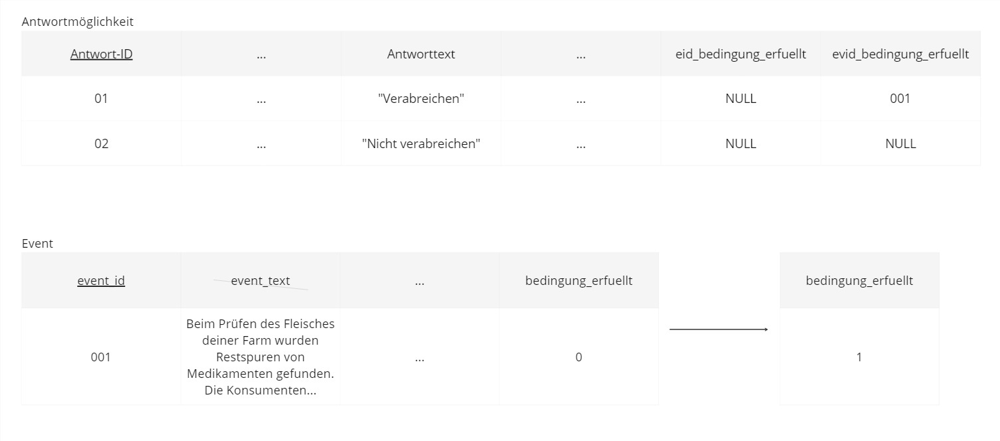 Antwortmöglichkeit
Antwort-ID ... Antworttext ... eid_bedingung_erfuellt evid_bedingung_erfuellt
01 ... "Verabreichen" ... NULL 001
02 ... "Nicht verabreichen" ... NULL NULL
Event
event_id event_text ... bedingung_erfuellt bedingung_erfuellt
Beim Prüfen des Fleisches
deiner Farm wurden
001 Restspuren von ... 0 1
Medikamenten gefunden.
Die Konsumenten...